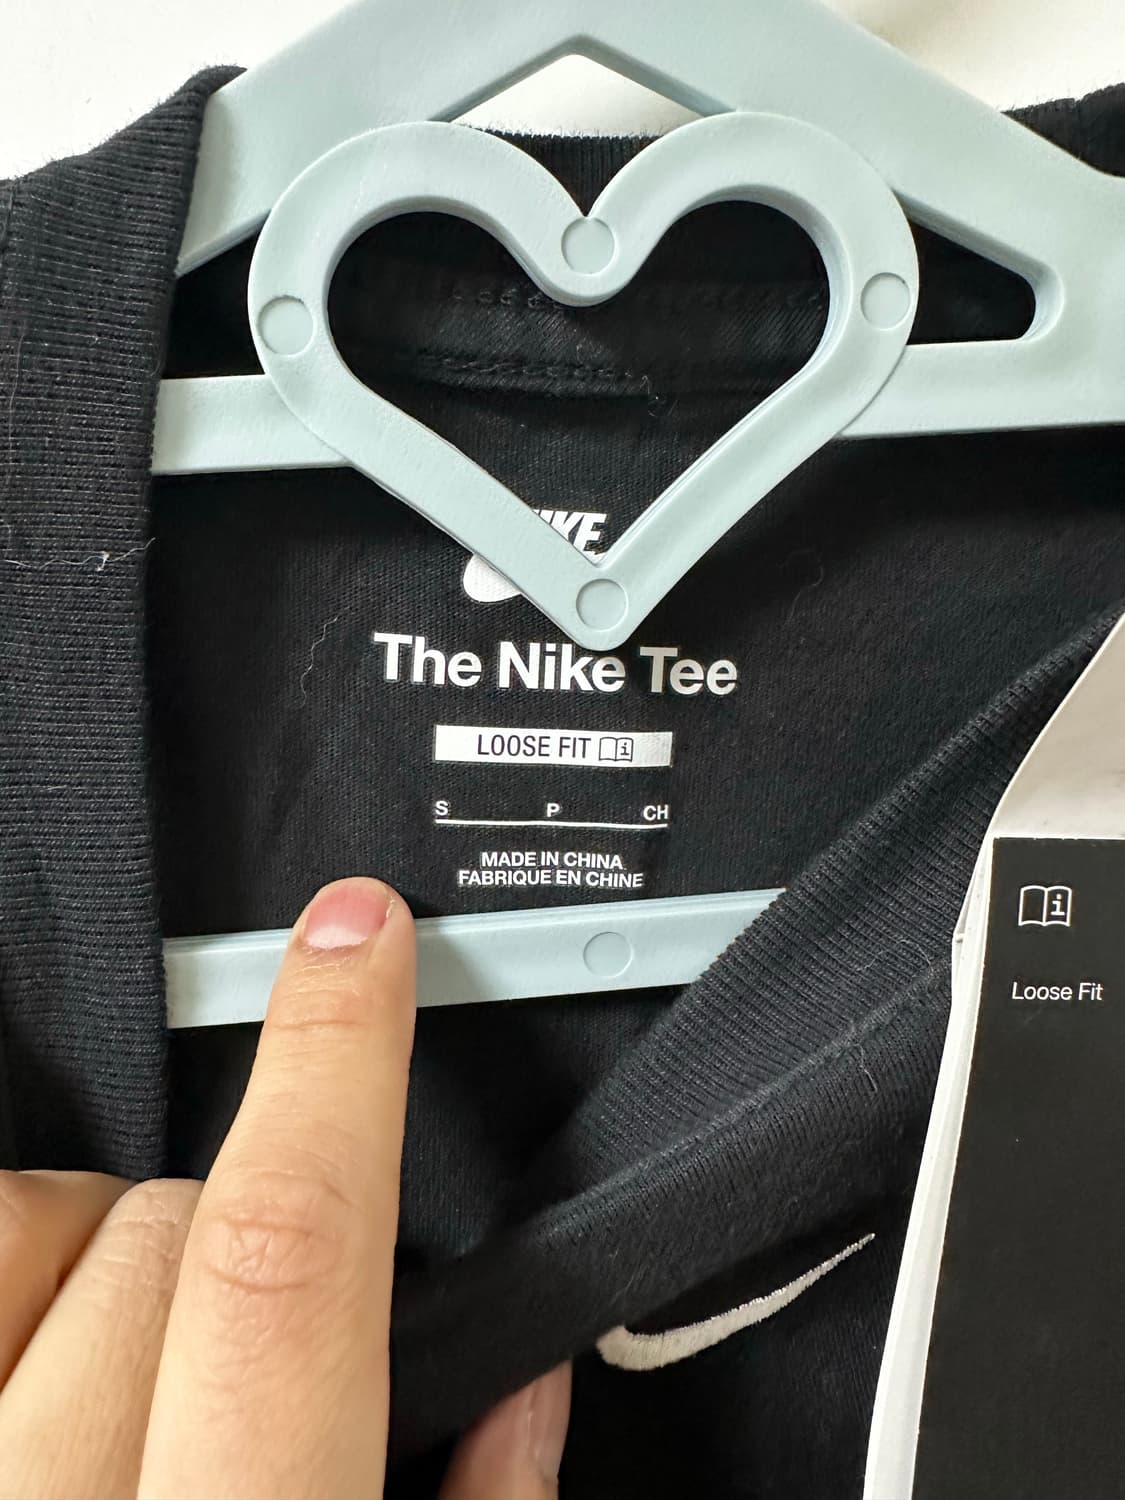 The Nike Tee
LOOSE FIT
S P CH
MADE IN CHINA
FABRIQUE EN CHINE
Loose Fit